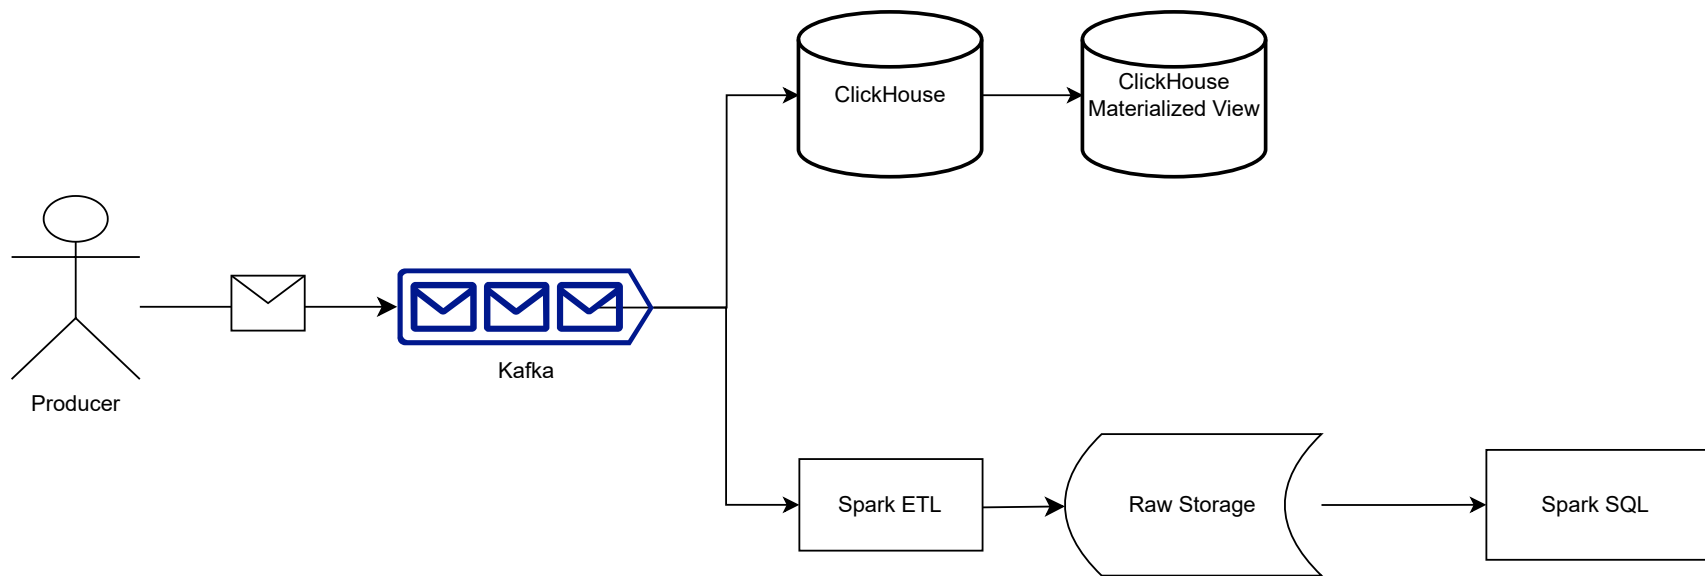 ClickHouse
ClickHouse
Materialized View
Kafka
Producer
Spark ETL
Raw Storage
Spark SQL